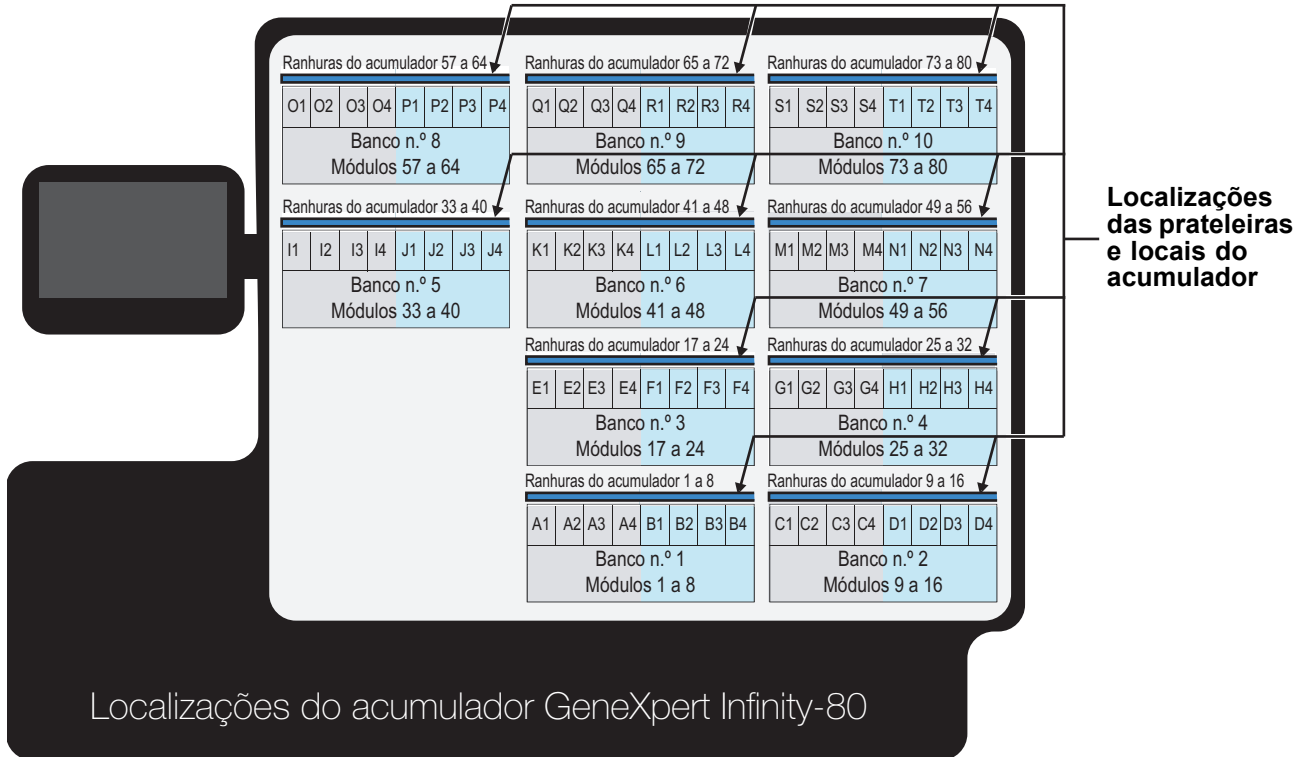 Ranhuras do acumulador 57 a 64
Ranhuras do acumulador 65 a 72
Ranhuras do acumulador 73 a 80
O1 O2 O3 O4 P1 P2 P3 P4
Q1 Q2 Q3 Q4 R1 R2 R3 R4
S1 S2 S3 S4 T1 T2 T3 T4
Banco n.º 8
Módulos 57 a 64
Banco n.º 9
Módulos 65 a 72
Banco n.º 10
Módulos 73 a 80
Ranhuras do acumulador 33 a 40
Ranhuras do acumulador 41 a 48
Ranhuras do acumulador 49 a 56
I1 I2 I3 I4 J1 J2 J3 J4
K1 K2 K3 K4 L1 L2 L3 L4
M1 M2 M3 M4 N1 N2 N3 N4
Banco n.º 5
Módulos 33 a 40
Banco n.º 6
Módulos 41 a 48
Banco n.º 7
Módulos 49 a 56
Localizações
das prateleiras
e locais do
acumulador
Ranhuras do acumulador 17 a 24
Ranhuras do acumulador 25 a 32
E1 E2 E3 E4 F1 F2 F3 F4
G1 G2 G3 G4 H1 H2 H3 H4
Banco n.º 3
Módulos 17 a 24
Banco n.º 4
Módulos 25 a 32
Ranhuras do acumulador 1 a 8
Ranhuras do acumulador 9 a 16
A1 A2 A3 A4 B1 B2 B3 B4
C1 C2 C3 C4 D1 D2 D3 D4
Banco n.º 1
Módulos 1 a 8
Banco n.º 2
Módulos 9 a 16
Localizações do acumulador GeneXpert Infinity-80